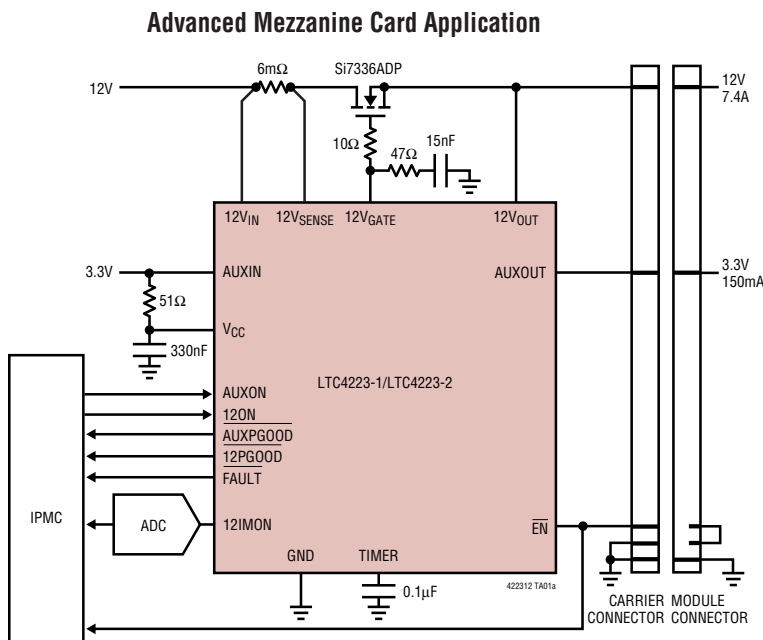 Advanced Mezzanine Card Application
6mΩ
Si7336ADP
12V
12V
7.4A
10Ω
47Ω
15nF
12VIN
12VSENSE
12VGATE
12VOUT
3.3V
AUXIN
AUXOUT
3.3V
150mA
51Ω
VCC
330nF
LTC4223-1/LTC4223-2
AUXON
12ON
AUXPGOOD
12PGOOD
FAULT
IPMC
ADC
12IMON
EN
GND
TIMER
422312 TA01a
0.1µF
CARRIER
CONNECTOR
MODULE
CONNECTOR